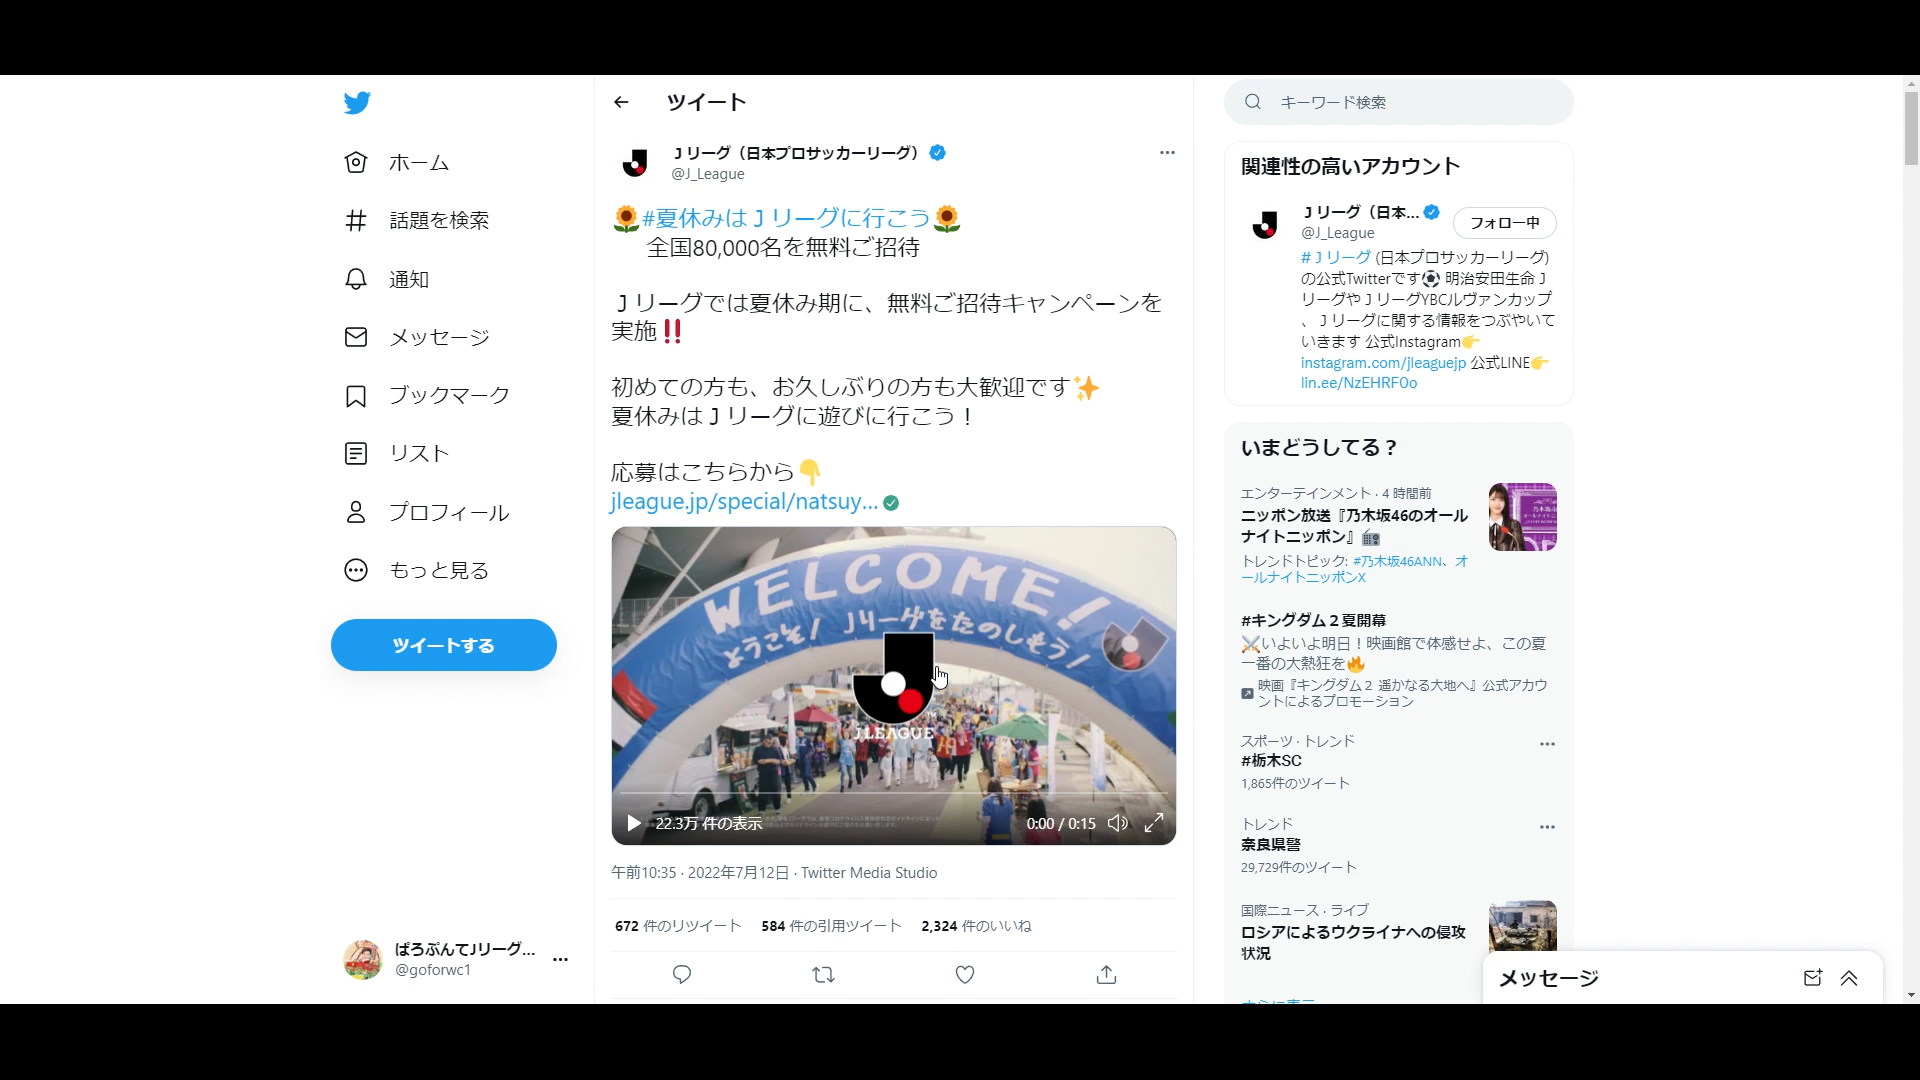 ホーム
話題を検索
通知
メッセージ
ブックマーク
リスト
プロフィール
もっと見る
ツイートする
ぱろぷんてJリーグ...
@goforwc1
ツイート
Ｊリーグ（日本プロサッカーリーグ）
@J_League
🌻#夏休みはＪリーグに行こう🌻
全国80,000名を無料ご招待
Ｊリーグでは夏休み期に、無料ご招待キャンペーンを
実施‼️
初めての方も、お久しぶりの方も大歓迎です✨
夏休みはＪリーグに遊びに行こう！
応募はこちらから👇
jleague.jp/special/natsuy...
WELCOME!
ようこそ！ Jリーグをたのしもう！
J.LEAGUE
22.3万 件の表示
0:00 / 0:15
午前10:35 · 2022年7月12日 · Twitter Media Studio
672 件のリツイート 584 件の引用ツイート 2,324 件のいいね
キーワード検索
関連性の高いアカウント
Ｊリーグ（日本...
フォロー中
@J_League
#Ｊリーグ (日本プロサッカーリーグ)
の公式Twitterです⚽ 明治安田生命Ｊ
リーグやＪリーグYBCルヴァンカップ
、Ｊリーグに関する情報をつぶやいて
いきます 公式Instagram👉
instagram.com/jleaguejp 公式LINE👉
lin.ee/NzEHRF0o
いまどうしてる？
エンターテインメント · 4 時間前
ニッポン放送『乃木坂46のオール
ナイトニッポン』📻
トレンドトピック: #乃木坂46ANN、オ
ールナイトニッポンX
#キングダム２夏開幕
⚔️いよいよ明日！映画館で体感せよ、この夏
一番の大熱狂を🔥
映画『キングダム２ 遥かなる大地へ』公式アカウ
ントによるプロモーション
スポーツ · トレンド
#栃木SC
1,865件のツイート
トレンド
奈良県警
29,729件のツイート
国際ニュース · ライブ
ロシアによるウクライナへの侵攻
状況
メッセージ